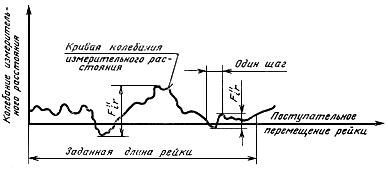 Колебание измеритель-
ного расстояния
Кривая колебания
измерительного рас-
стояния
F″ir
Один шаг
f″ir
Поступательное
перемещение рейки
Заданная длина рейки